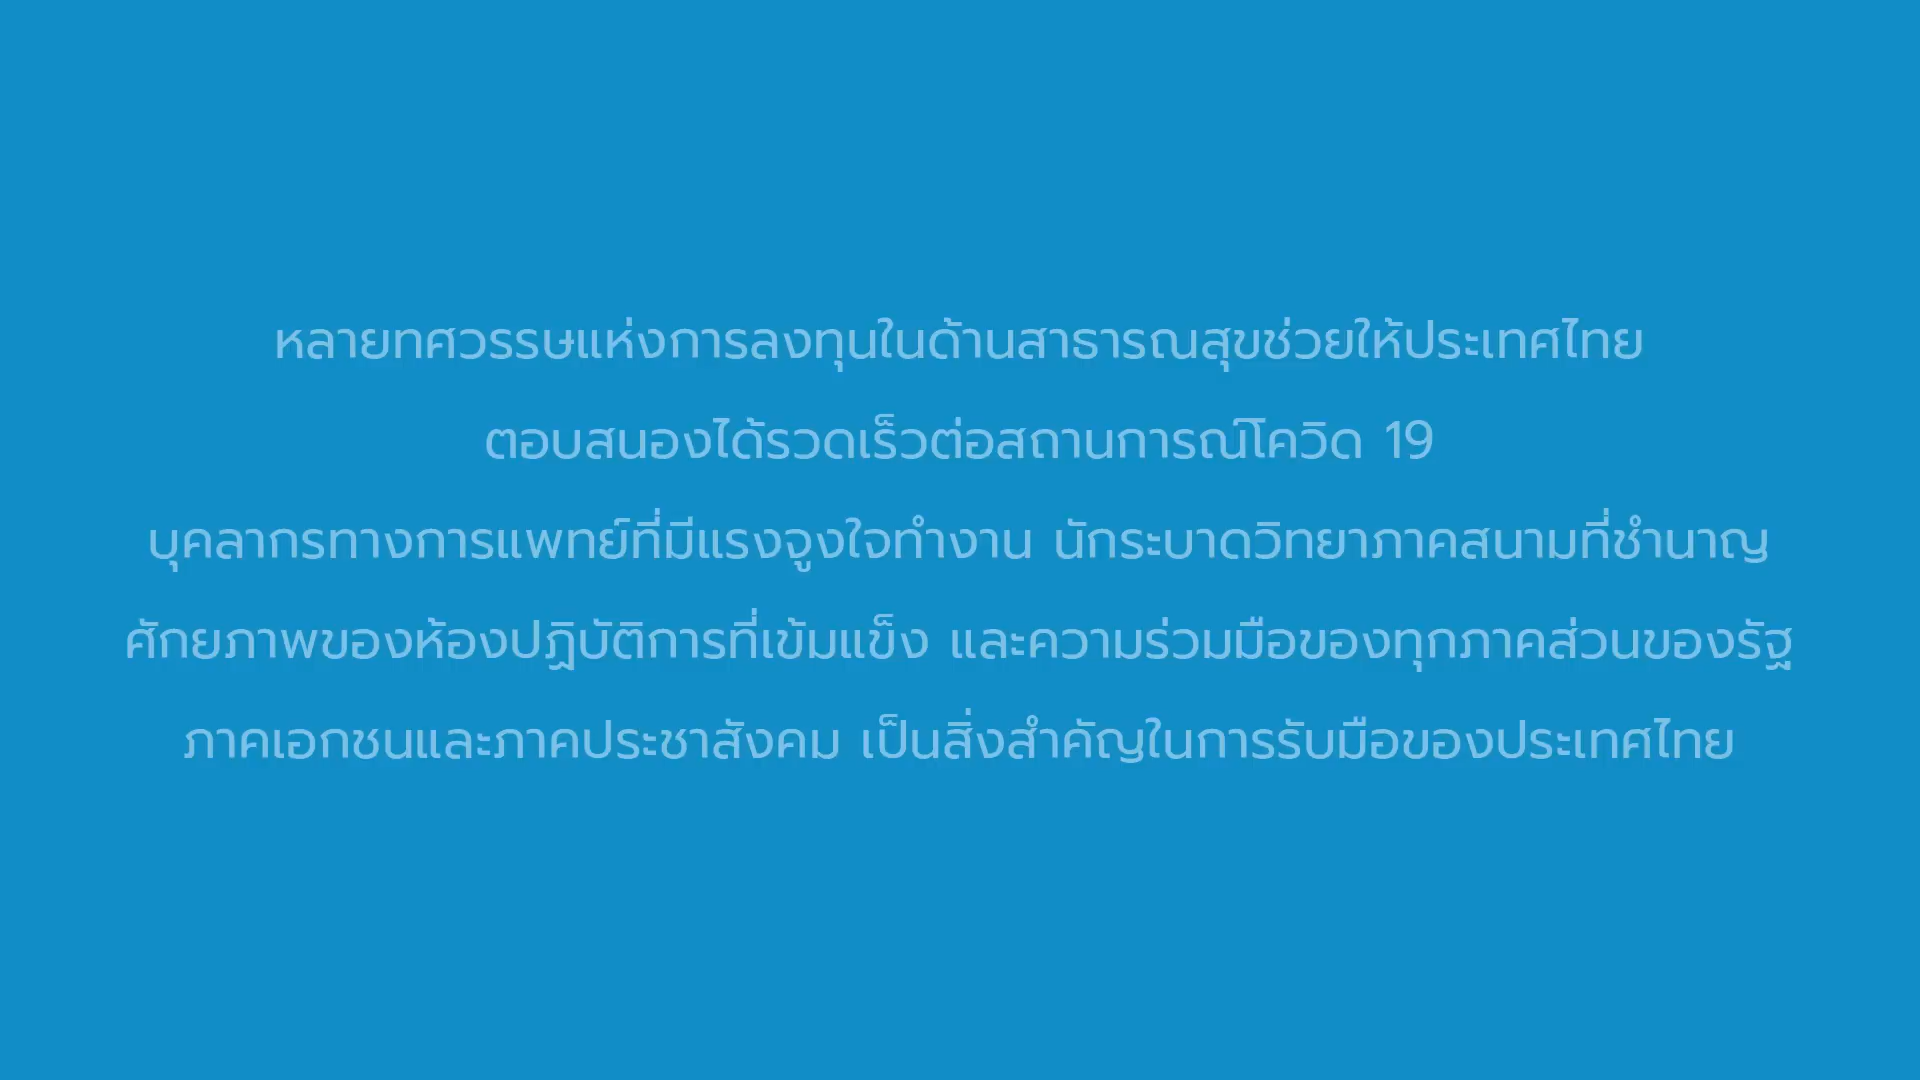 หลายทศวรรษแห่งการลงทุนในด้านสาธารณสุขช่วยให้ประเทศไทย
ตอบสนองได้รวดเร็วต่อสถานการณ์โควิด 19
บุคลากรทางการแพทย์ที่มีแรงจูงใจทำงาน นักระบาดวิทยาภาคสนามที่ชำนาญ
ศักยภาพของห้องปฏิบัติการที่เข้มแข็ง และความร่วมมือของทุกภาคส่วนของรัฐ
ภาคเอกชนและภาคประชาสังคม เป็นสิ่งสำคัญในการรับมือของประเทศไทย